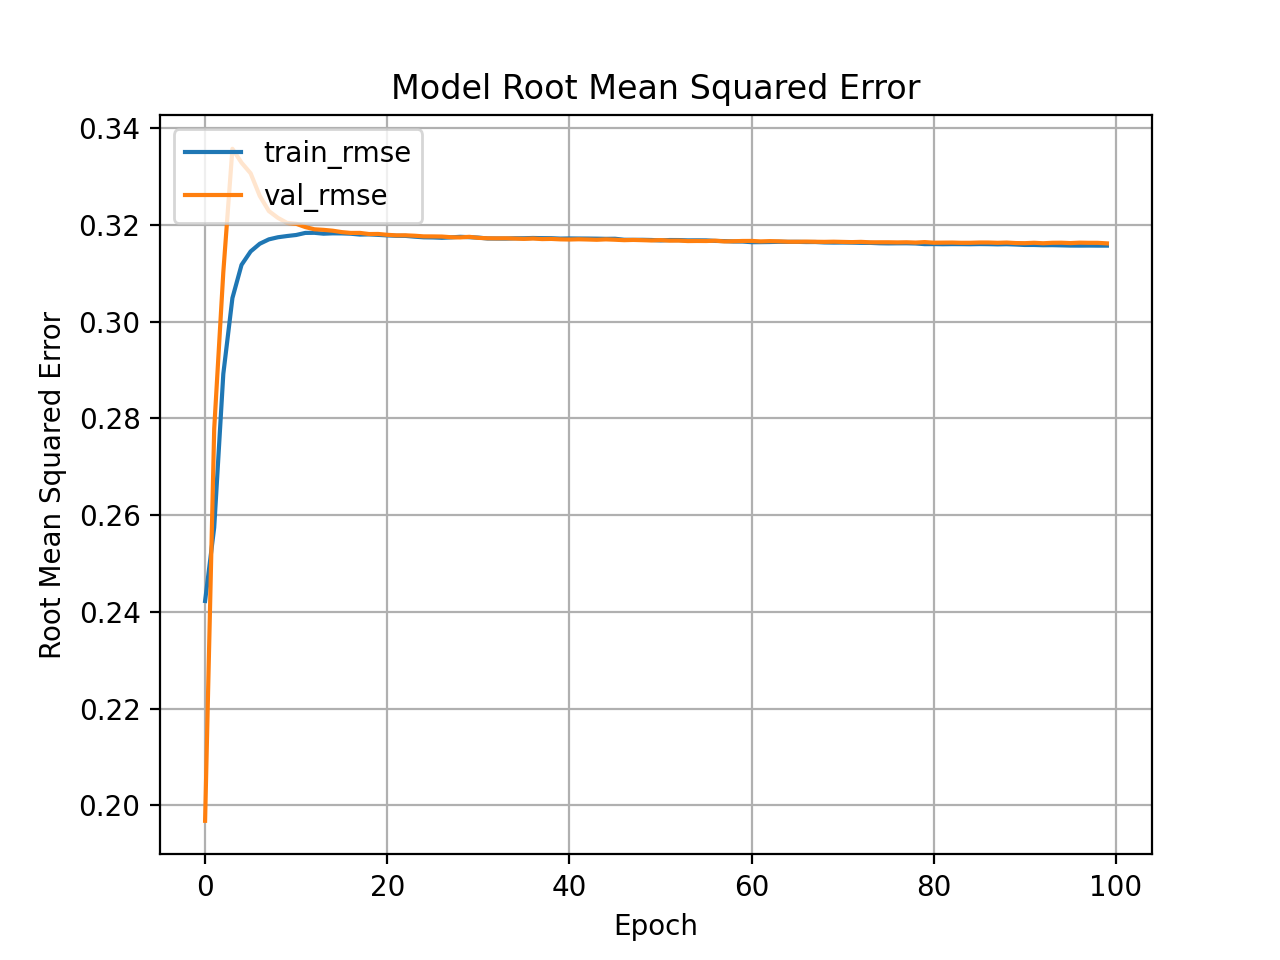 Model Root Mean Squared Error
train_rmse
val_rmse
0.34
0.32
0.30
0.28
0.26
0.24
0.22
0.20
Root Mean Squared Error
0 20 40 60 80 100
Epoch